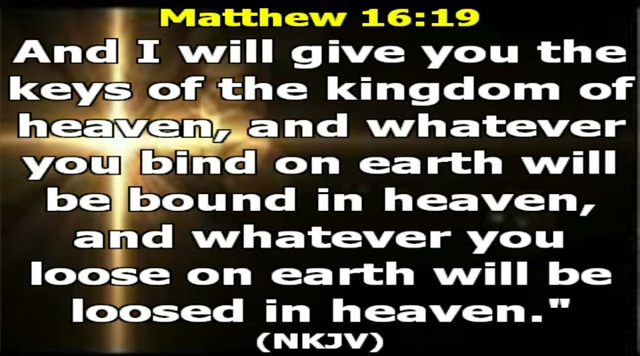 Matthew 16:19
And I will give you the
keys of the kingdom of
heaven, and whatever
you bind on earth will
be bound in heaven,
and whatever you
loose on earth will be
loosed in heaven."
(NKJV)